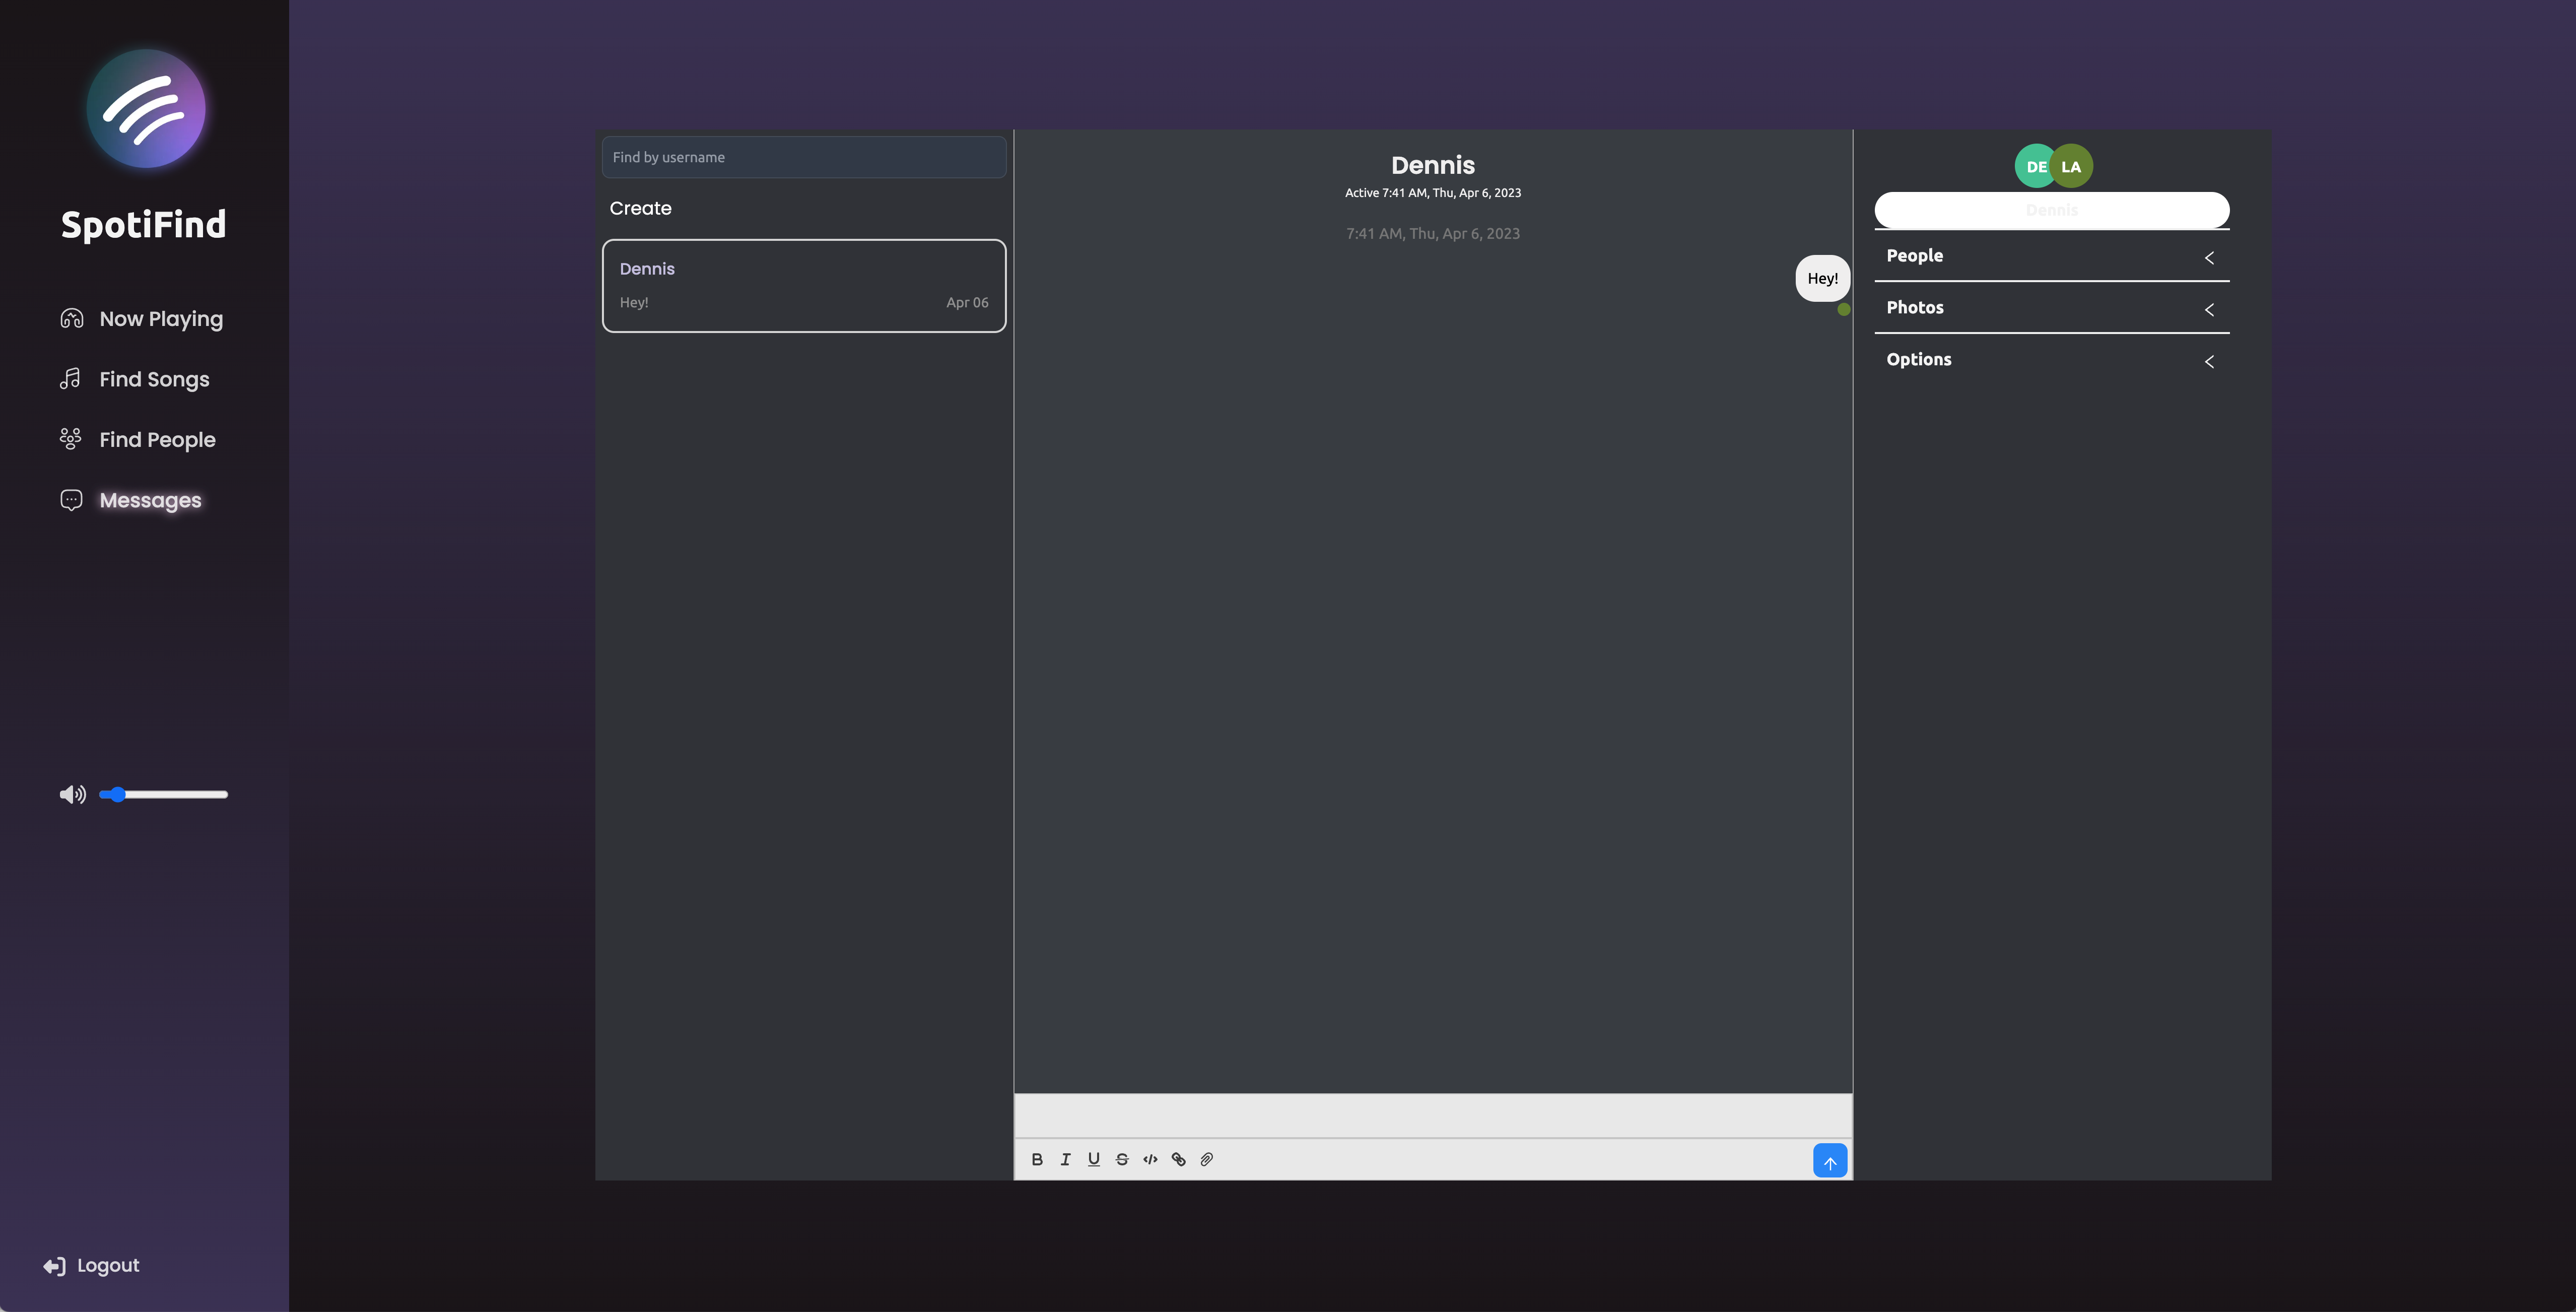 SpotiFind
Now Playing
Find Songs
Find People
Messages
Logout
Find by username
Create
Dennis
Hey!
Apr 06
Dennis
Active 7:41 AM, Thu, Apr 6, 2023
7:41 AM, Thu, Apr 6, 2023
Hey!
B I U S </>
DE LA
Dennis
People
Photos
Options